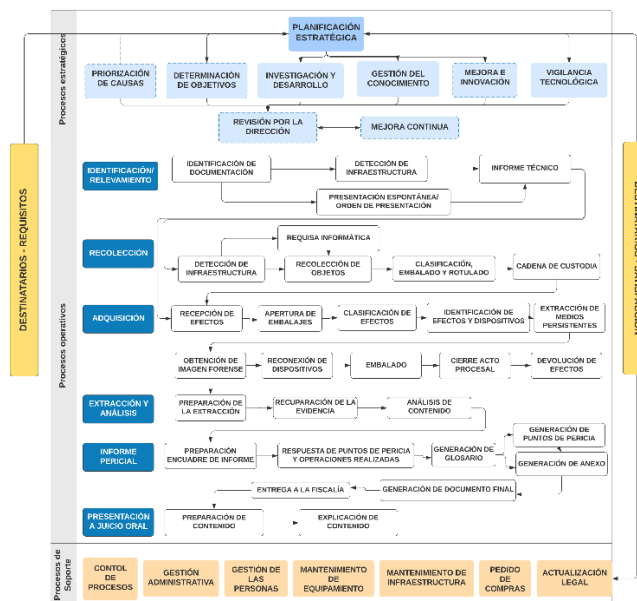 PLANIFICACIÓN
ESTRATÉGICA
Procesos estratégicos
PRIORIZACIÓN
DE CAUSAS
DETERMINACIÓN
DE OBJETIVOS
INVESTIGACIÓN Y
DESARROLLO
GESTIÓN DEL
CONOCIMIENTO
MEJORA E
INNOVACIÓN
VIGILANCIA
TECNOLÓGICA
REVISIÓN POR LA
DIRECCIÓN
MEJORA CONTINUA
DESTINATARIOS - REQUISITOS
Procesos operativos
IDENTIFICACIÓN/
RELEVAMIENTO
IDENTIFICACIÓN DE
DOCUMENTACIÓN
DETECCIÓN DE
INFRAESTRUCTURA
INFORME TÉCNICO
PRESENTACIÓN ESPONTÁNEA/
ORDEN DE PRESENTACIÓN
RECOLECCIÓN
REQUISA INFORMÁTICA
DETECCIÓN DE
INFRAESTRUCTURA
RECOLECCIÓN DE
OBJETOS
CLASIFICACIÓN,
EMBALADO Y ROTULADO
CADENA DE CUSTODIA
ADQUISICIÓN
RECEPCIÓN DE
EFECTOS
APERTURA DE
EMBALAJES
CLASIFICACIÓN DE
EFECTOS
IDENTIFICACIÓN DE
EFECTOS Y DISPOSITIVOS
EXTRACCIÓN DE
MEDIOS
PERSISTENTES
OBTENCIÓN DE
IMAGEN FORENSE
RECONEXIÓN DE
DISPOSITIVOS
EMBALADO
CIERRE ACTO
PROCESAL
DEVOLUCIÓN DE
EFECTOS
EXTRACCIÓN Y
ANÁLISIS
PREPARACIÓN DE
LA EXTRACCIÓN
RECUPARACIÓN DE LA
EVIDENCIA
ANÁLISIS DE
CONTENIDO
INFORME
PERICIAL
PREPARACIÓN
ENCUADRE DE INFORME
RESPUESTA DE PUNTOS DE PERICIA
Y OPERACIONES REALIZADAS
GENERACIÓN DE
GLOSARIO
GENERACIÓN DE
PUNTOS DE PERICIA
GENERACIÓN DE ANEXO
ENTREGA A LA FISCALÍA
GENERACIÓN DE DOCUMENTO FINAL
PRESENTACIÓN
A JUICIO ORAL
PREPARACIÓN DE
CONTENIDO
EXPLICACIÓN DE
CONTENIDO
Procesos de
Soporte
CONTOL
DE
PROCESOS
GESTIÓN
ADMINISTRATIVA
GESTIÓN DE
LAS
PERSONAS
MANTENIMIENTO
DE
EQUIPAMIENTO
MANTENIMIENTO DE
INFRAESTRUCTURA
PEDIDO
DE
COMPRAS
ACTUALIZACIÓN
LEGAL